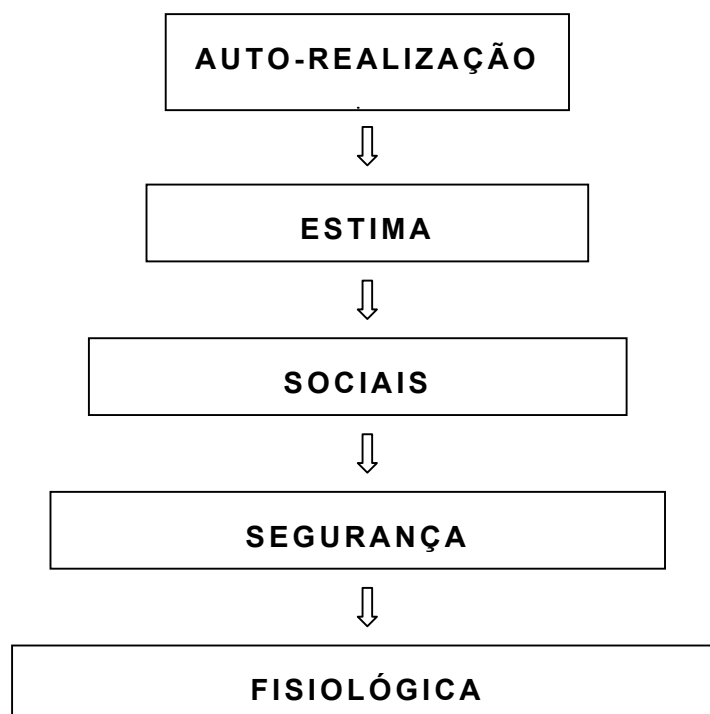 AUTO-REALIZAÇÃO
ESTIMA
SOCIAIS
SEGURANÇA
FISIOLÓGICA